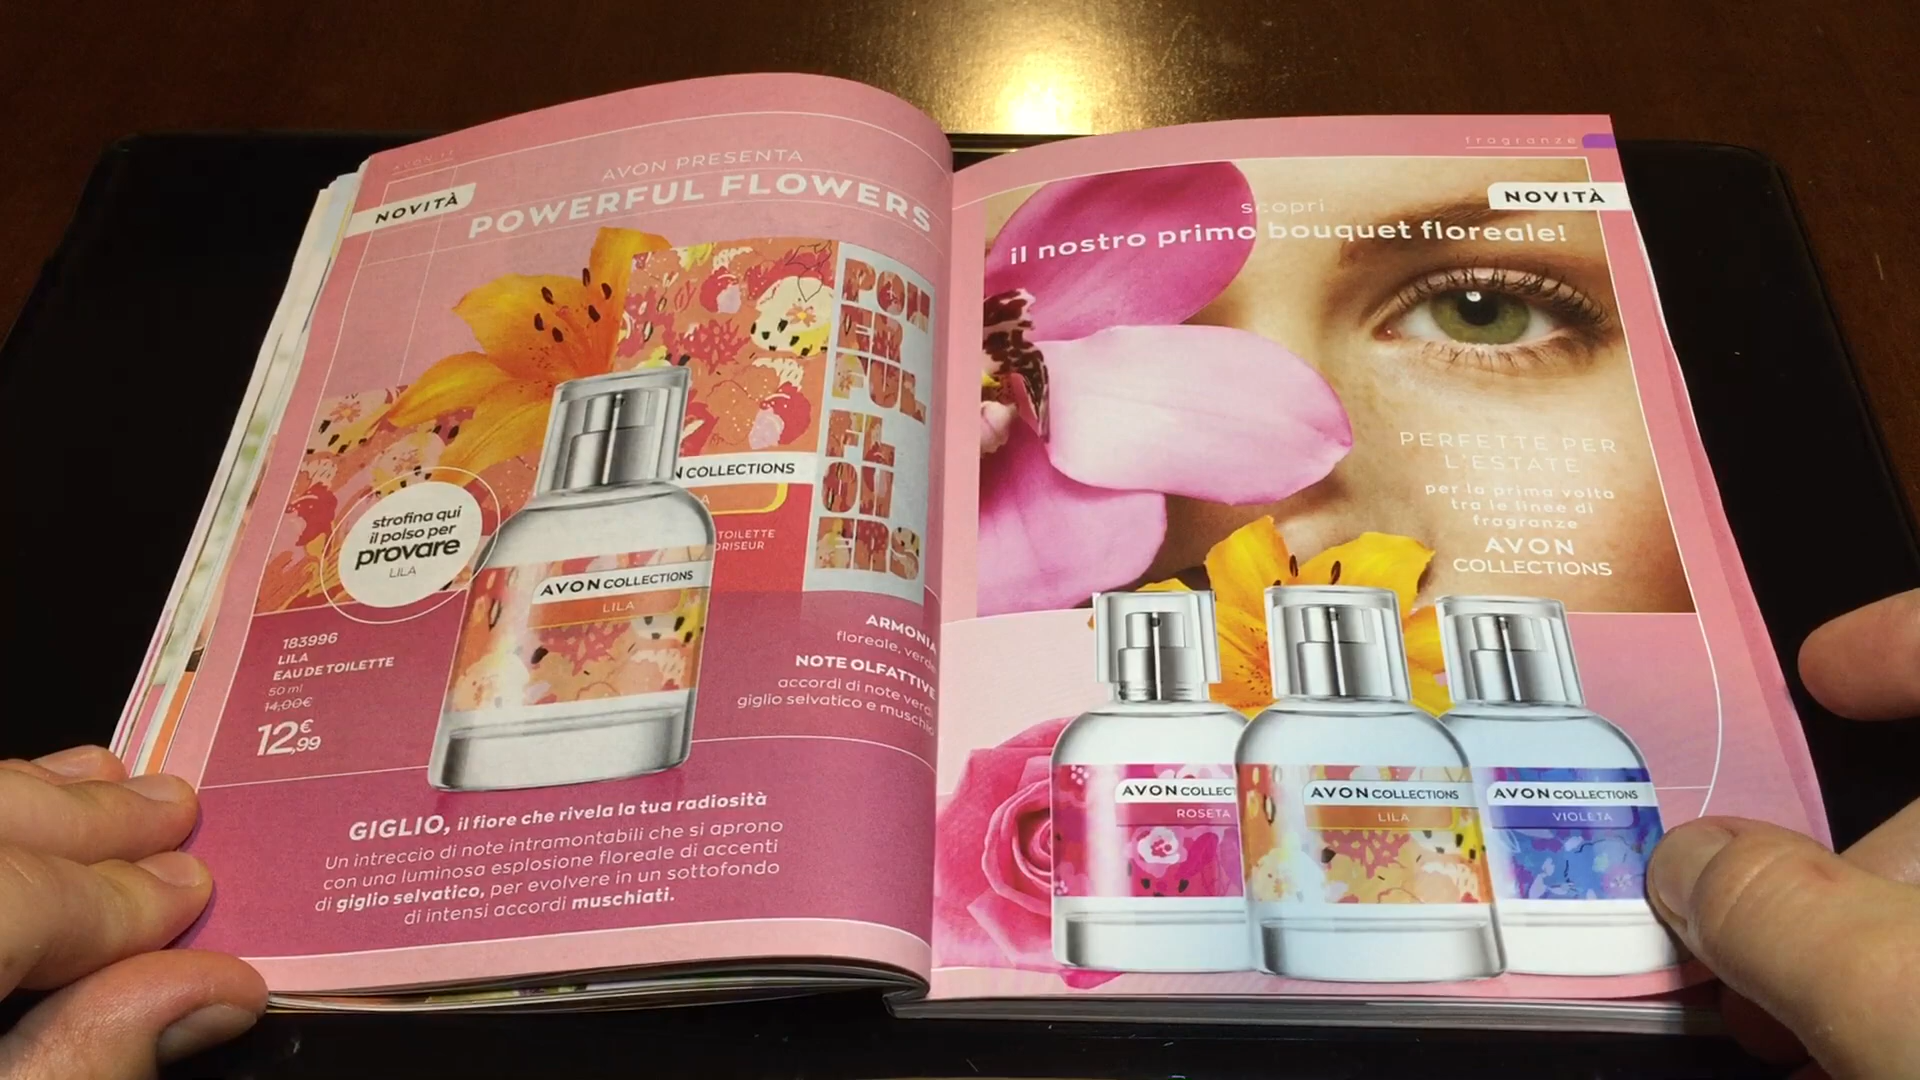 AVON PRESENTA
NOVITÀ
POWERFUL FLOWERS
POW
ER
FUL
FL
OW
ERS
COLLECTIONS
TOILETTE
strofina qui
il polso per
provare
LILA
AVON COLLECTIONS
LILA
183996
LILA
EAU DE TOILETTE
50 ml
14,00€
12,99€
ARMONIA
floreale,
NOTE OLFATTIVE
accordi di note
giglio selvatico e
GIGLIO, il fiore che rivela la tua radiosità
Un intreccio di note intramontabili che si aprono
con una luminosa esplosione floreale di accenti
di giglio selvatico, per evolvere in un sottofondo
di intensi accordi muschiati.
fragranze
NOVITÀ
scopri...
il nostro primo bouquet floreale!
PERFETTE PER
L'ESTATE
per la prima volta
tra le linee di
fragranze
AVON
COLLECTIONS
AVON COLLECT
ROSETA
AVON COLLECTIONS
LILA
AVON COLLECTIONS
VIOLETA